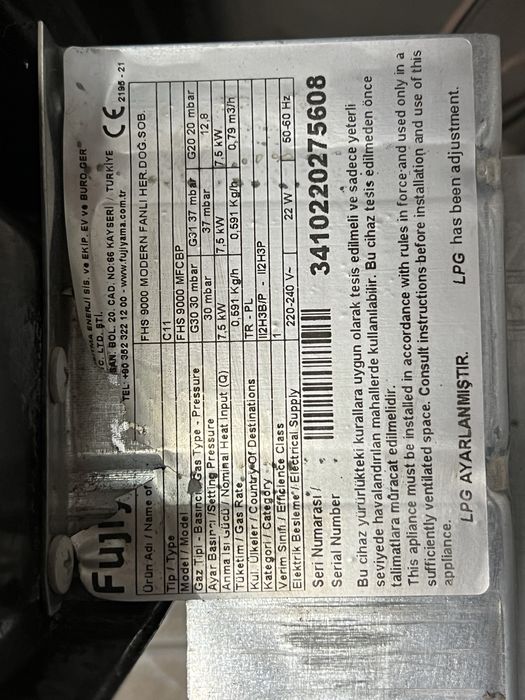 Fujiy
ENERJİ SİS. ve EKİP. EV ve BÜRO
C. LTD. ŞTİ.
SAN. BÖL. 20. CAD. NO:66 KAYSERİ / TÜRKİYE
TEL: +90 352 322 12 00 - www.fujiyama.com.tr
CE
2195 - 21
Ürün Adı / Name of FHS 9000 MODERN FANLI HER.DOĞ.SOB.
Tip / Type C11
Model / Model FHS 9000 MFCBP
Gaz Tipi - Basıncı / Gas Type - Pressure G30 30 mbar G31 37 mbar G20 20 mbar
Ayar Basıncı / Setting Pressure 30 mbar 37 mbar 12,8
Anma Isı Gücü / Nominal Heat Input (Q) 7,5 kW 7,5 kW 7,5 kW
Tüketim / Gas Rate 0,591 Kg/h 0,591 Kg/h 0,79 m3/h
Kul. Ülkeler / Country Of Destinations TR - PL
Kategori / Category II2H3B/P - II2H3P
Verim Sınıfı / Efficience Class 1
Elektrik Besleme / Electrical Supply 220-240 V~ 22 W 50-60 Hz
Seri Numarası /
Serial Number
3410220275608
Bu cihaz yürürlükteki kurallara uygun olarak tesis edilmeli ve sadece yeterli
seviyede havalandırılan mahallerde kullanılabilir. Bu cihaz tesis edilmeden önce
talimatlara müracat edilmelidir.
This apliance must be installed in accordance with rules in force and used only in a
sufficiently ventilated space. Consult instructions before installation and use of this
appliance.
LPG AYARLANMIŞTIR. LPG has been adjustment.